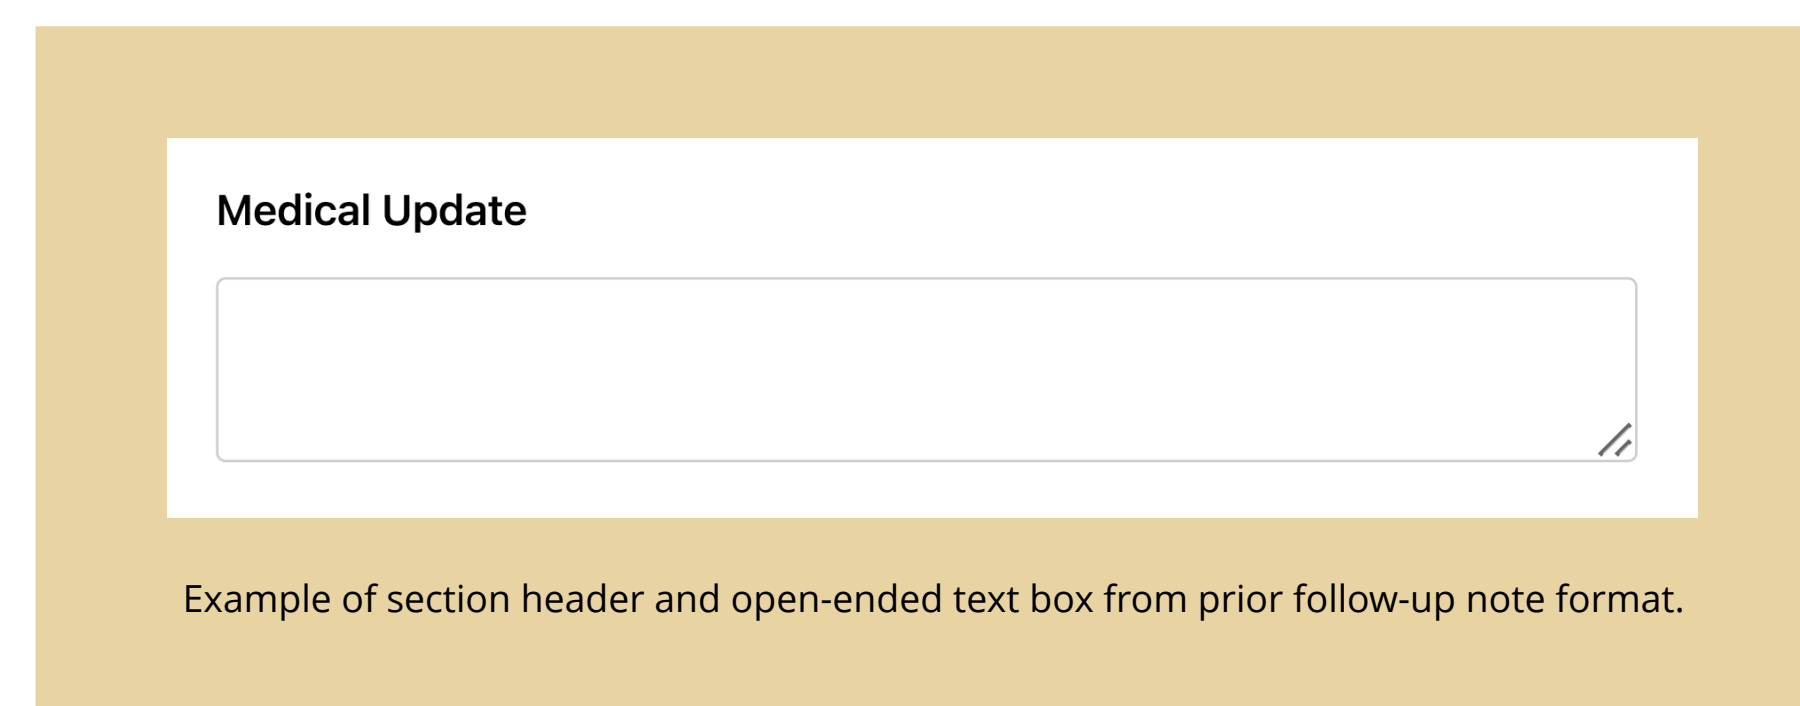 Medical Update
Example of section header and open-ended text box from prior follow-up note format.